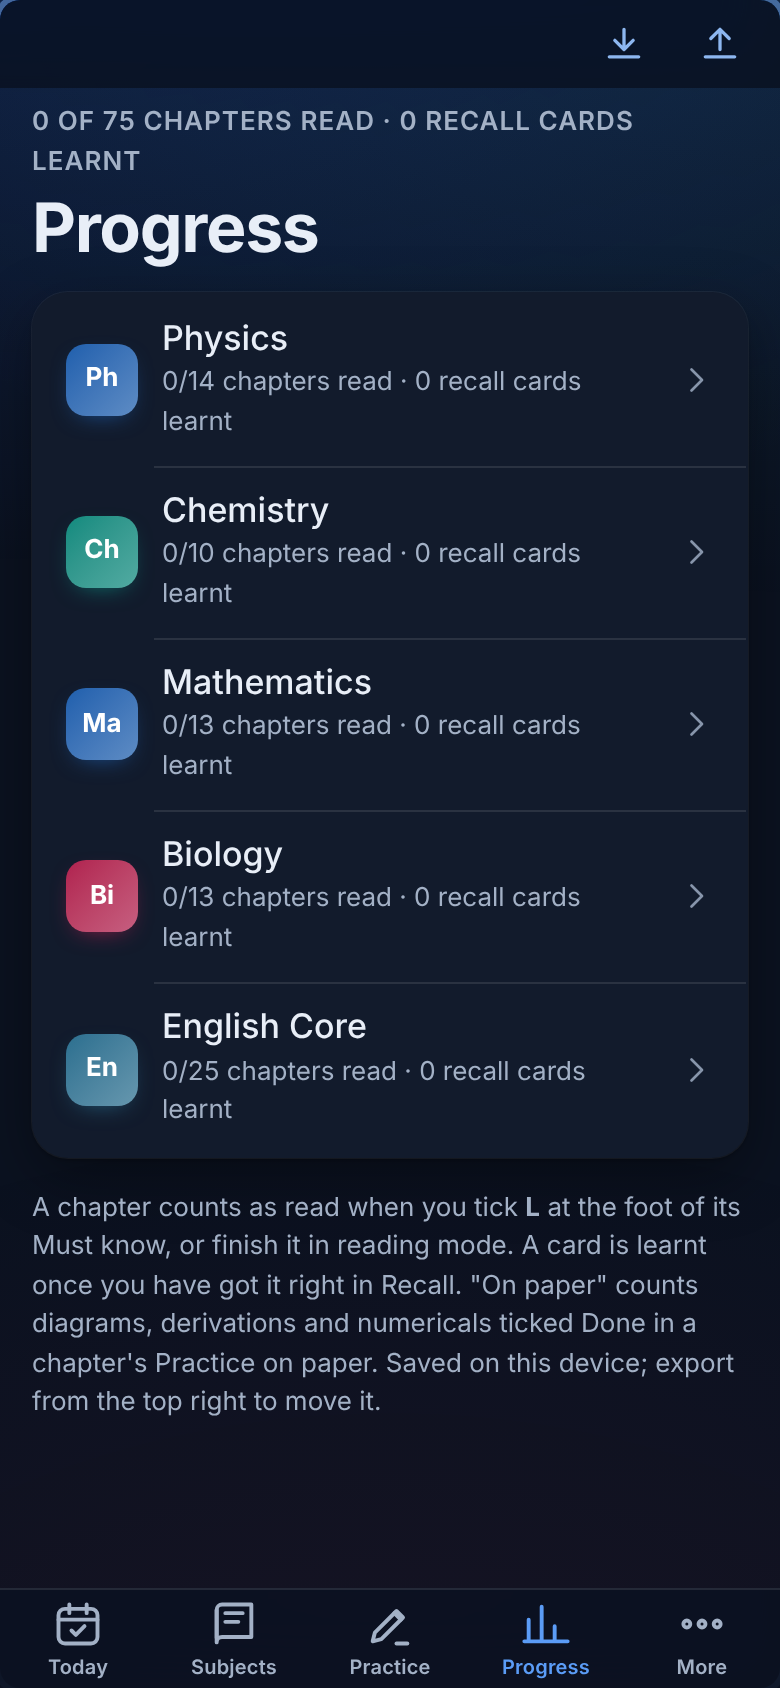 0 OF 75 CHAPTERS READ · 0 RECALL CARDS
LEARNT
Progress
Ph
Physics
0/14 chapters read · 0 recall cards
learnt
Ch
Chemistry
0/10 chapters read · 0 recall cards
learnt
Ma
Mathematics
0/13 chapters read · 0 recall cards
learnt
Bi
Biology
0/13 chapters read · 0 recall cards
learnt
En
English Core
0/25 chapters read · 0 recall cards
learnt
A chapter counts as read when you tick L at the foot of its
Must know, or finish it in reading mode. A card is learnt
once you have got it right in Recall. "On paper" counts
diagrams, derivations and numericals ticked Done in a
chapter's Practice on paper. Saved on this device; export
from the top right to move it.
Today
Subjects
Practice
Progress
More